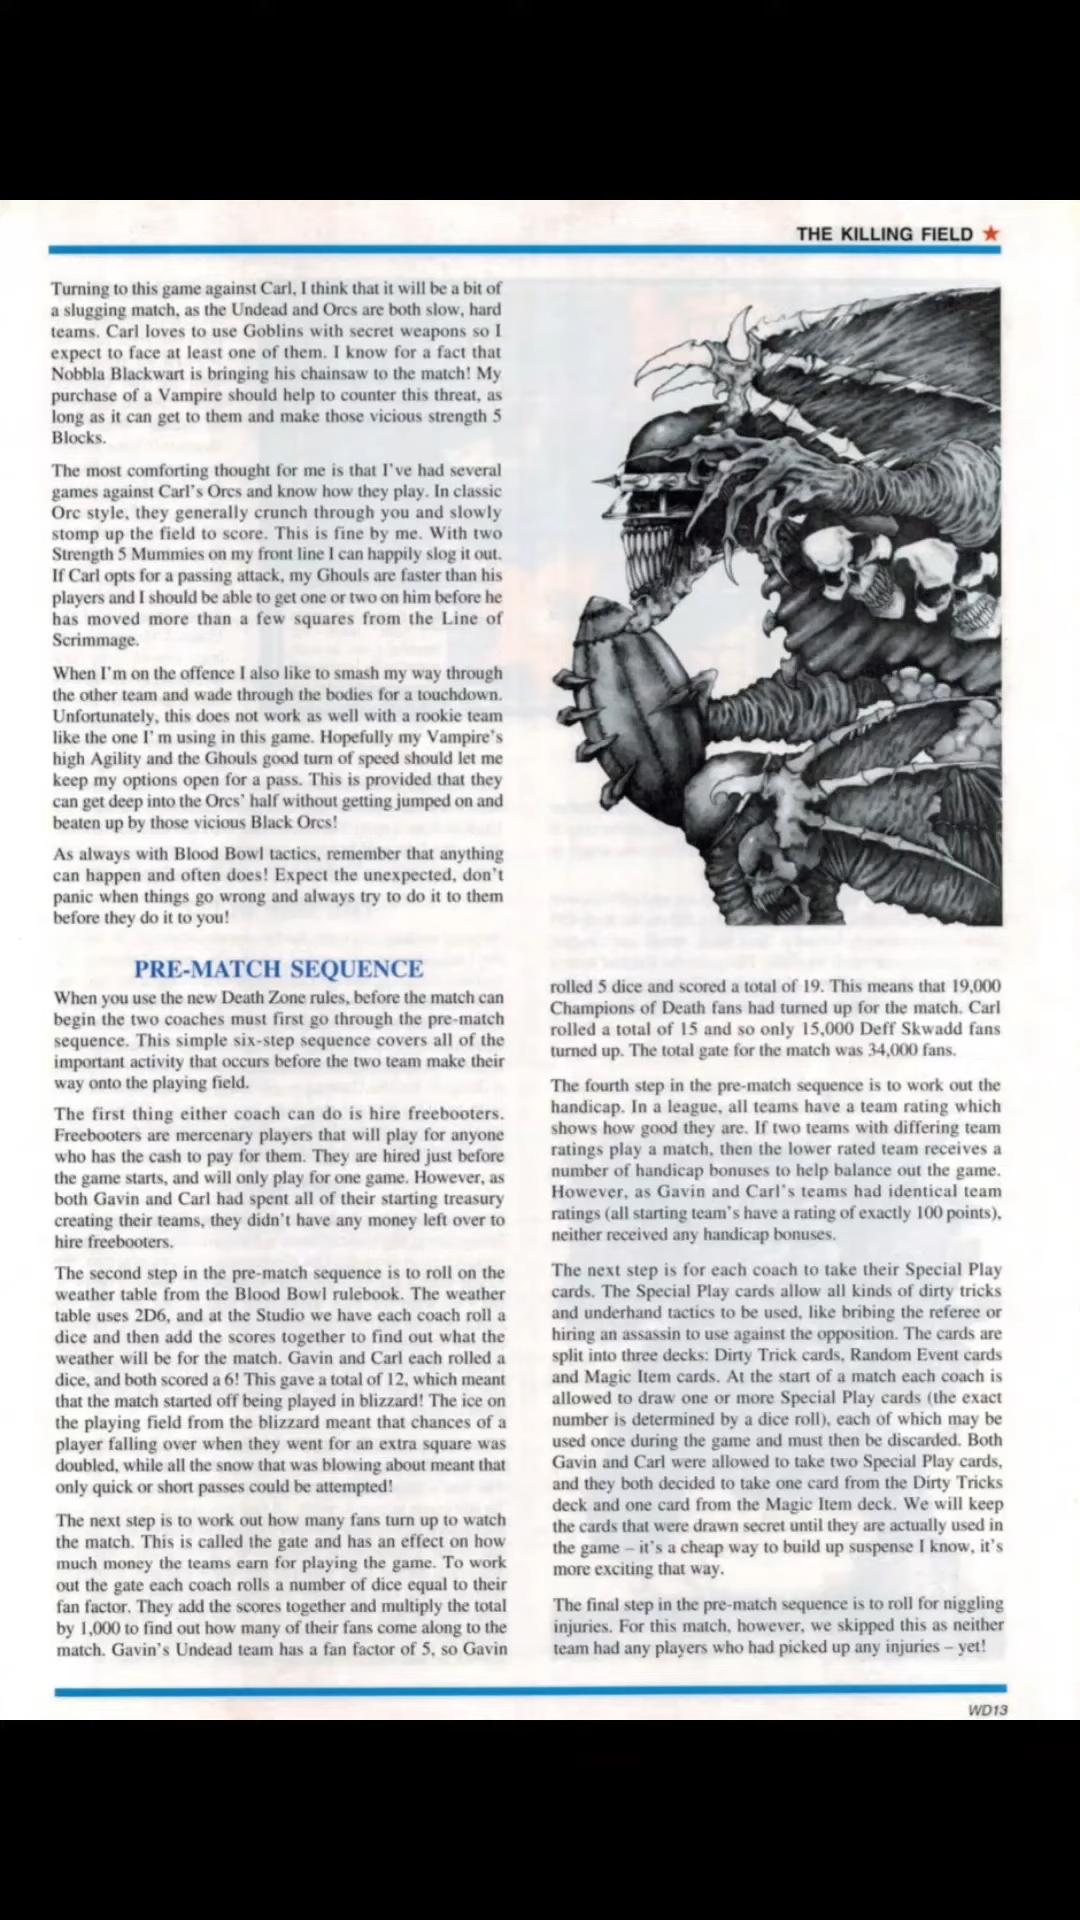 THE KILLING FIELD
Turning to this game against Carl, I think that it will be a bit of
a slugging match, as the Undead and Orcs are both slow, hard
teams. Carl loves to use Goblins with secret weapons so I
expect to face at least one of them. I know for a fact that
Nobbla Blackwart is bringing his chainsaw to the match! My
purchase of a Vampire should help to counter this threat, as
long as it can get to them and make those vicious strength 5
Blocks.
The most comforting thought for me is that I've had several
games against Carl's Orcs and know how they play. In classic
Orc style, they generally crunch through you and slowly
stomp up the field to score. This is fine by me. With two
Strength 5 Mummies on my front line I can happily slog it out.
If Carl opts for a passing attack, my Ghouls are faster than his
players and I should be able to get one or two on him before he
has moved more than a few squares from the Line of
Scrimmage.
When I'm on the offence I also like to smash my way through
the other team and wade through the bodies for a touchdown.
Unfortunately, this does not work as well with a rookie team
like the one I' m using in this game. Hopefully my Vampire's
high Agility and the Ghouls good turn of speed should let me
keep my options open for a pass. This is provided that they
can get deep into the Orcs' half without getting jumped on and
beaten up by those vicious Black Orcs!
As always with Blood Bowl tactics, remember that anything
can happen and often does! Expect the unexpected, don't
panic when things go wrong and always try to do it to them
before they do it to you!
PRE-MATCH SEQUENCE
When you use the new Death Zone rules, before the match can
begin the two coaches must first go through the pre-match
sequence. This simple six-step sequence covers all of the
important activity that occurs before the two team make their
way onto the playing field.
The first thing either coach can do is hire freebooters.
Freebooters are mercenary players that will play for anyone
who has the cash to pay for them. They are hired just before
the game starts, and will only play for one game. However, as
both Gavin and Carl had spent all of their starting treasury
creating their teams, they didn't have any money left over to
hire freebooters.
The second step in the pre-match sequence is to roll on the
weather table from the Blood Bowl rulebook. The weather
table uses 2D6, and at the Studio we have each coach roll a
dice and then add the scores together to find out what the
weather will be for the match. Gavin and Carl each rolled a
dice, and both scored a 6! This gave a total of 12, which meant
that the match started off being played in blizzard! The ice on
the playing field from the blizzard meant that chances of a
player falling over when they went for an extra square was
doubled, while all the snow that was blowing about meant that
only quick or short passes could be attempted!
The next step is to work out how many fans turn up to watch
the match. This is called the gate and has an effect on how
much money the teams earn for playing the game. To work
out the gate each coach rolls a number of dice equal to their
fan factor. They add the scores together and multiply the total
by 1,000 to find out how many of their fans come along to the
match. Gavin's Undead team has a fan factor of 5, so Gavin
rolled 5 dice and scored a total of 19. This means that 19,000
Champions of Death fans had turned up for the match. Carl
rolled a total of 15 and so only 15,000 Deff Skwadd fans
turned up. The total gate for the match was 34,000 fans.
The fourth step in the pre-match sequence is to work out the
handicap. In a league, all teams have a team rating which
shows how good they are. If two teams with differing team
ratings play a match, then the lower rated team receives a
number of handicap bonuses to help balance out the game.
However, as Gavin and Carl's teams had identical team
ratings (all starting team's have a rating of exactly 100 points),
neither received any handicap bonuses.
The next step is for each coach to take their Special Play
cards. The Special Play cards allow all kinds of dirty tricks
and underhand tactics to be used, like bribing the referee or
hiring an assassin to use against the opposition. The cards are
split into three decks: Dirty Trick cards, Random Event cards
and Magic Item cards. At the start of a match each coach is
allowed to draw one or more Special Play cards (the exact
number is determined by a dice roll), each of which may be
used once during the game and must then be discarded. Both
Gavin and Carl were allowed to take two Special Play cards,
and they both decided to take one card from the Dirty Tricks
deck and one card from the Magic Item deck. We will keep
the cards that were drawn secret until they are actually used in
the game – it's a cheap way to build up suspense I know, it's
more exciting that way.
The final step in the pre-match sequence is to roll for niggling
injuries. For this match, however, we skipped this as neither
team had any players who had picked up any injuries – yet!
WD13